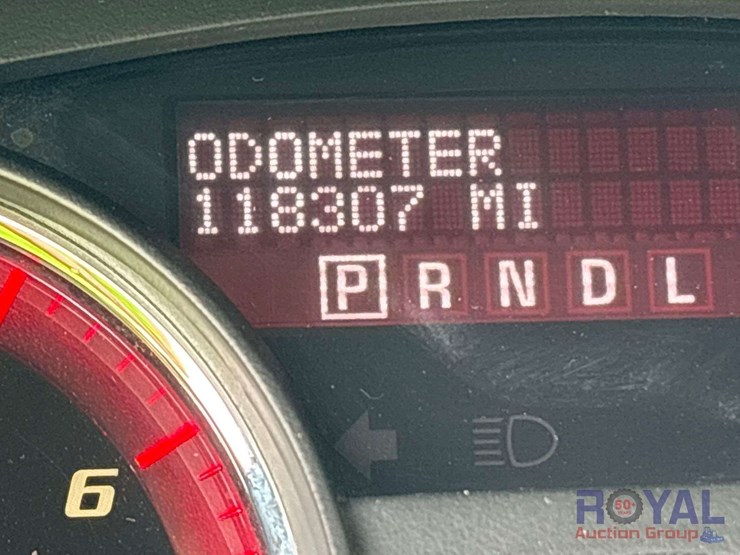 ODOMETER
118307 MI
P R N D L
6
ROYAL
Auction Group